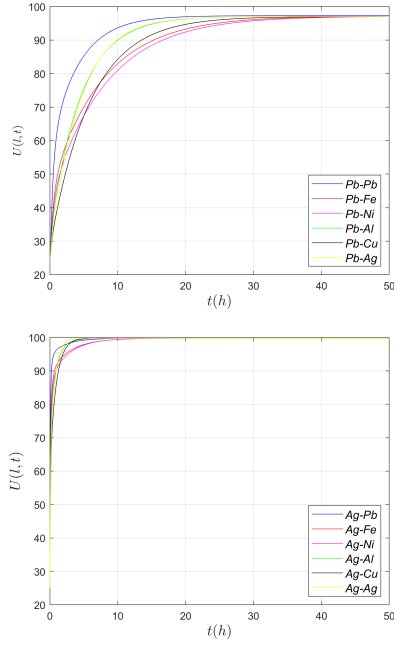 100
90
80
70
60
50
40
30
20
U(l,t)
Pb-Pb
Pb-Fe
Pb-Ni
Pb-Al
Pb-Cu
Pb-Ag
0 10 20 30 40 50
t(h)
100
90
80
70
60
50
40
30
20
U(l,t)
Ag-Pb
Ag-Fe
Ag-Ni
Ag-Al
Ag-Cu
Ag-Ag
0 10 20 30 40 50
t(h)